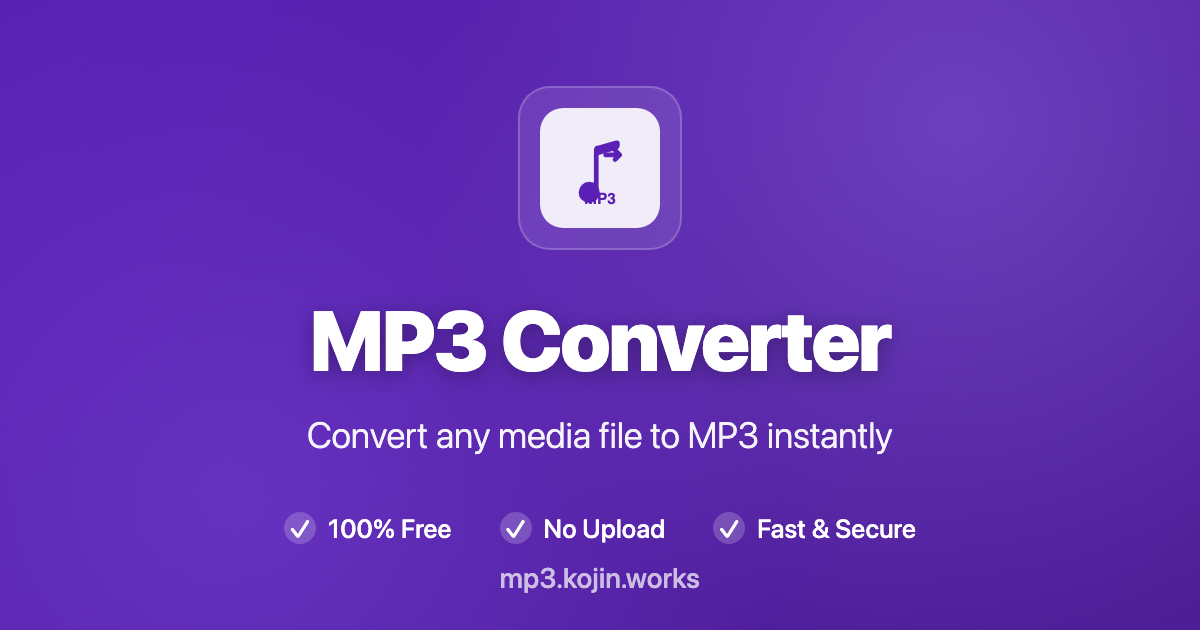 MP3
MP3 Converter
Convert any media file to MP3 instantly
100% Free
No Upload
Fast & Secure
mp3.kojin.works